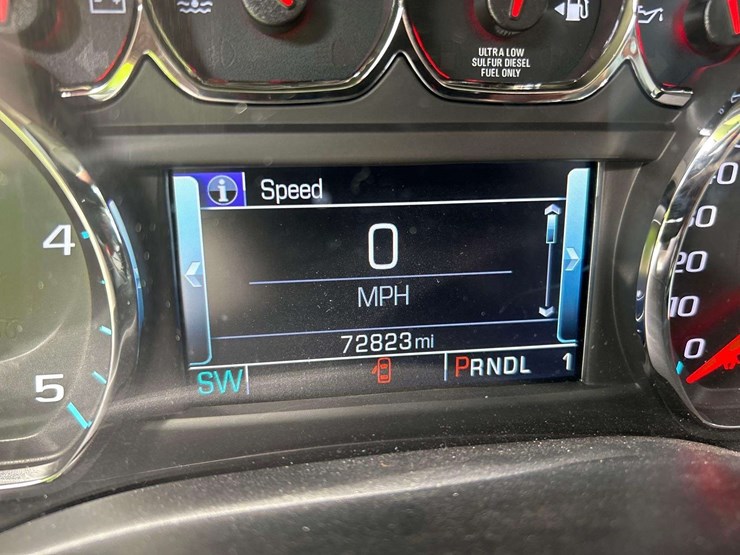 ULTRA LOW
SULFUR DIESEL
FUEL ONLY
i Speed
0
MPH
72823 mi
SW
PRNDL 1
4
5
20
10
0